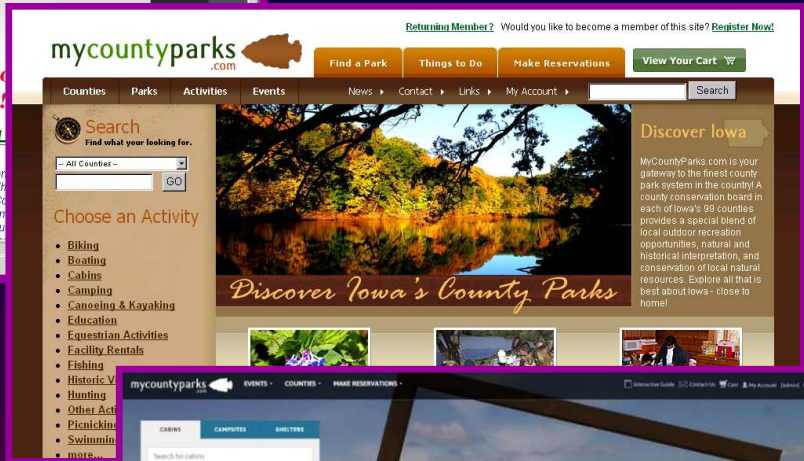 Returning Member? Would you like to become a member of this site? Register Now!
mycountyparks
.com
Find a Park
Things to Do
Make Reservations
View Your Cart
Counties Parks Activities Events News Contact Links My Account Search
Search
Find what your looking for.
-- All Counties --
GO
Choose an Activity
Biking
Boating
Cabins
Camping
Canoeing & Kayaking
Education
Equestrian Activities
Facility Rentals
Fishing
Historic V
Hunting
Other Acti
Picnicking
Swimmin
more...
Discover Iowa's County Parks
Discover Iowa
MyCountyParks.com is your
gateway to the finest county
park system in the country! A
county conservation board in
each of Iowa's 99 counties
provides a special blend of
local outdoor recreation
opportunities, natural and
historical interpretation, and
conservation of local natural
resources. Explore all that is
best about Iowa - close to
home!
mycountyparks
.com
EVENTS COUNTIES MAKE RESERVATIONS
Interactive Guide Contact Us Cart My Account (Admin)
CABINS CAMPSITES SHELTERS
Search for cabins